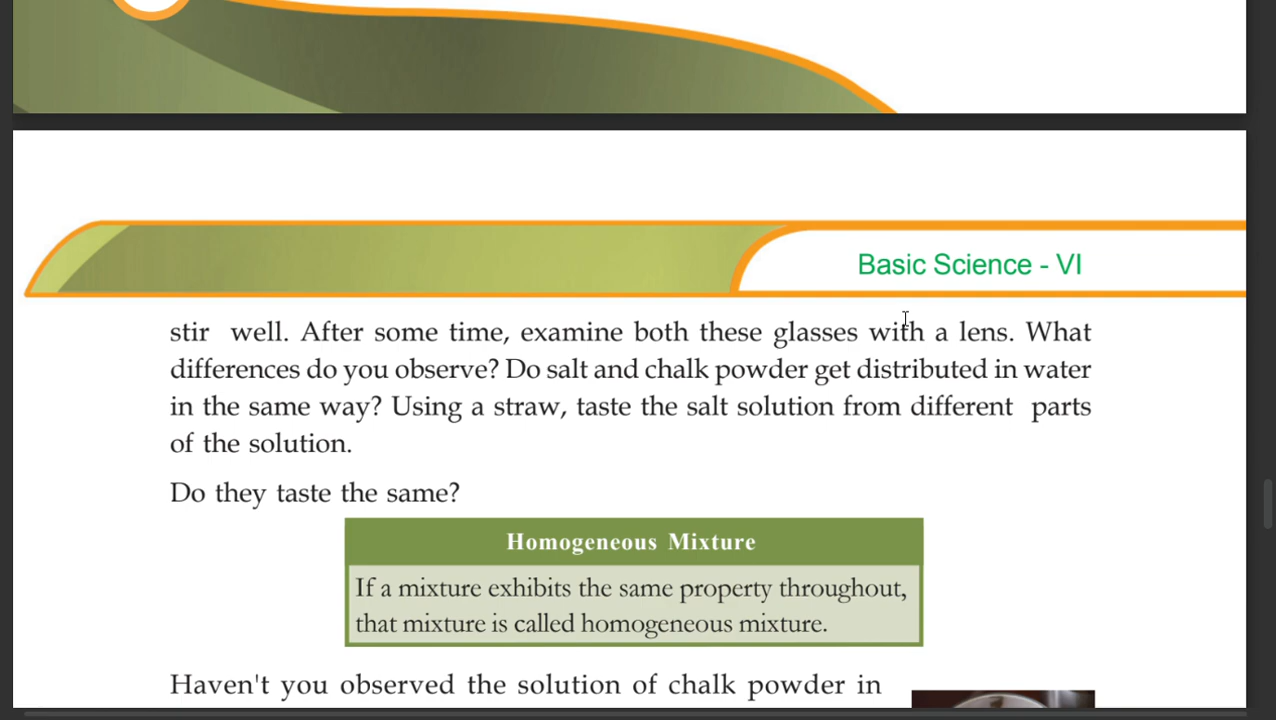 Basic Science - VI
stir well. After some time, examine both these glasses with a lens. What
differences do you observe? Do salt and chalk powder get distributed in water
in the same way? Using a straw, taste the salt solution from different parts
of the solution.
Do they taste the same?
Homogeneous Mixture
If a mixture exhibits the same property throughout,
that mixture is called homogeneous mixture.
Haven't you observed the solution of chalk powder in